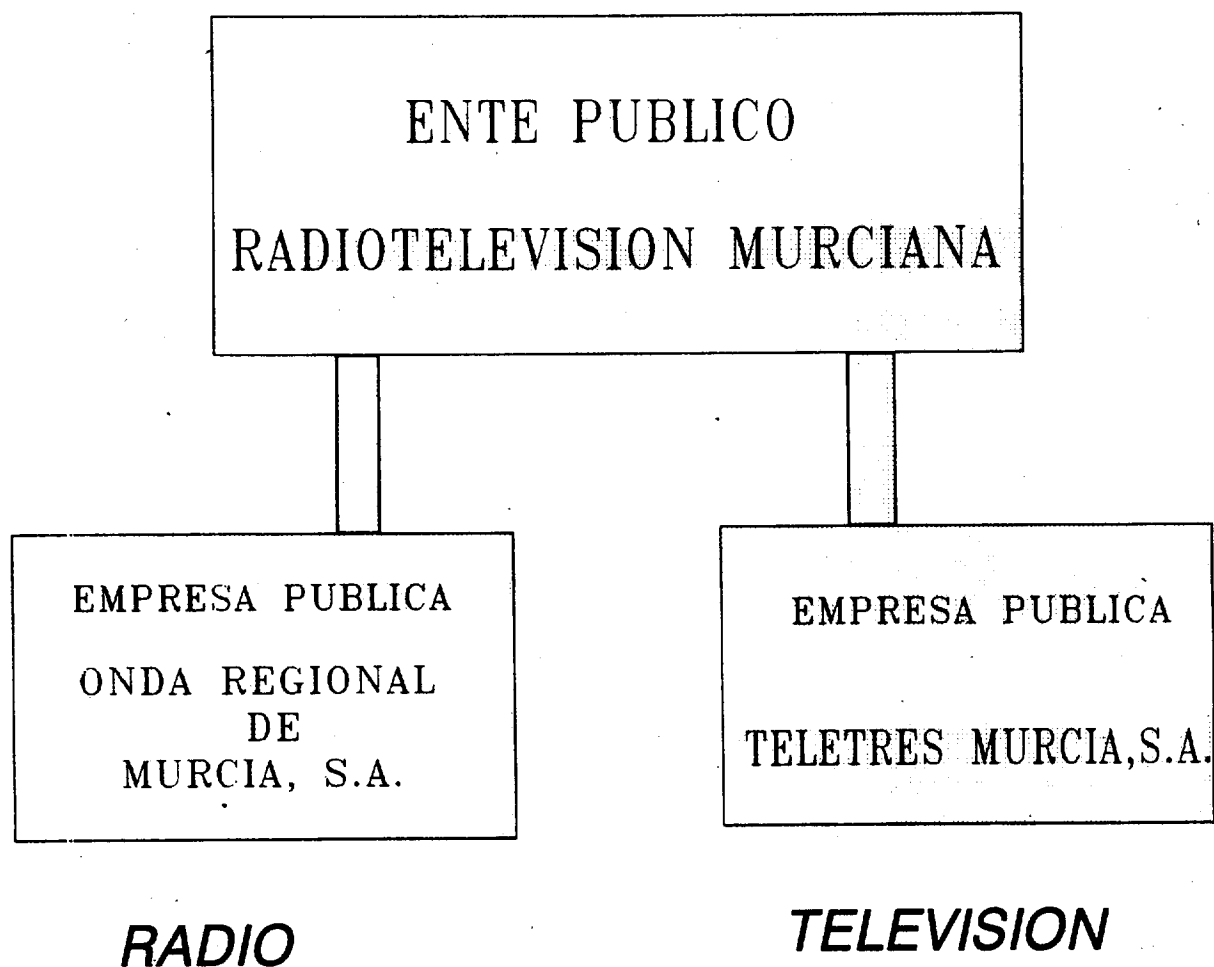 ENTE PUBLICO
RADIOTELEVISION MURCIANA
EMPRESA PUBLICA
ONDA REGIONAL
DE
MURCIA, S.A.
EMPRESA PUBLICA
TELETRES MURCIA,S.A.
RADIO
TELEVISION